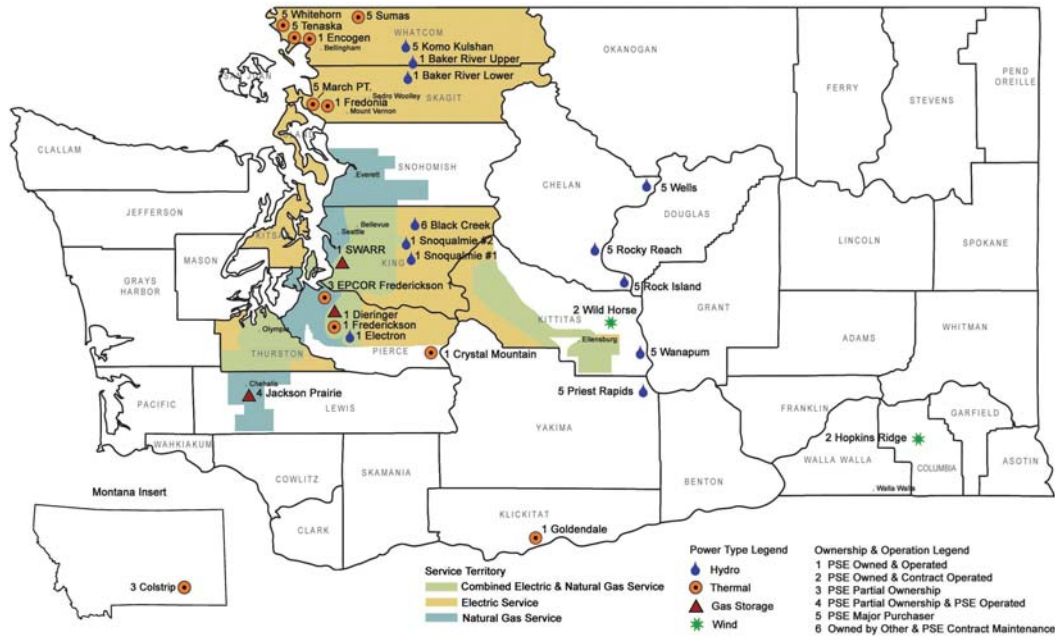 5 Whitehorn
5 Sumas
5 Tenaska
1 Encogen
Bellingham
WHATCOM
5 Komo Kulshan
1 Baker River Upper
1 Baker River Lower
SAN JUAN
5 March PT.
Sedro Woolley
SKAGIT
1 Fredonia
Mount Vernon
OKANOGAN
FERRY
STEVENS
PEND
OREILLE
CLALLAM
SNOHOMISH
Everett
CHELAN
5 Wells
DOUGLAS
JEFFERSON
Bellevue
Seattle
6 Black Creek
1 Snoqualmie #2
1 Snoqualmie #1
KING
1 SWARR
KITSAP
MASON
GRAYS
HARBOR
5 Rocky Reach
5 Rock Island
LINCOLN
SPOKANE
GRANT
3 EPCOR Frederickson 1
1 Dieringer
1 Frederickson
1 Electron
Olympia
THURSTON
PIERCE
1 Crystal Mountain
2 Wild Horse
KITTITAS
Ellensburg
5 Wanapum
5 Priest Rapids
ADAMS
WHITMAN
Chehalis
4 Jackson Prairie
PACIFIC
LEWIS
YAKIMA
FRANKLIN
GARFIELD
2 Hopkins Ridge
WALLA WALLA
COLUMBIA
ASOTIN
Walla Walla
WAHKIAKUM
COWLITZ
SKAMANIA
BENTON
KLICKITAT
CLARK
1 Goldendale
Montana Insert
3 Colstrip
Service Territory
Combined Electric & Natural Gas Service
Electric Service
Natural Gas Service
Power Type Legend
Hydro
Thermal
Gas Storage
Wind
Ownership & Operation Legend
1 PSE Owned & Operated
2 PSE Owned & Contract Operated
3 PSE Partial Ownership
4 PSE Partial Ownership & PSE Operated
5 PSE Major Purchaser
6 Owned by Other & PSE Contract Maintenance